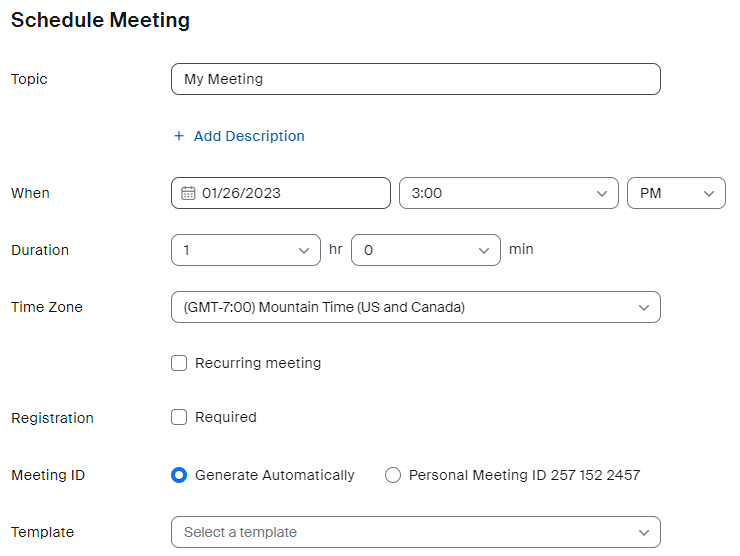 Schedule Meeting
Topic My Meeting
+ Add Description
When 01/26/2023 3:00 PM
Duration 1 hr 0 min
Time Zone (GMT-7:00) Mountain Time (US and Canada)
Recurring meeting
Registration Required
Meeting ID Generate Automatically Personal Meeting ID 257 152 2457
Template Select a template